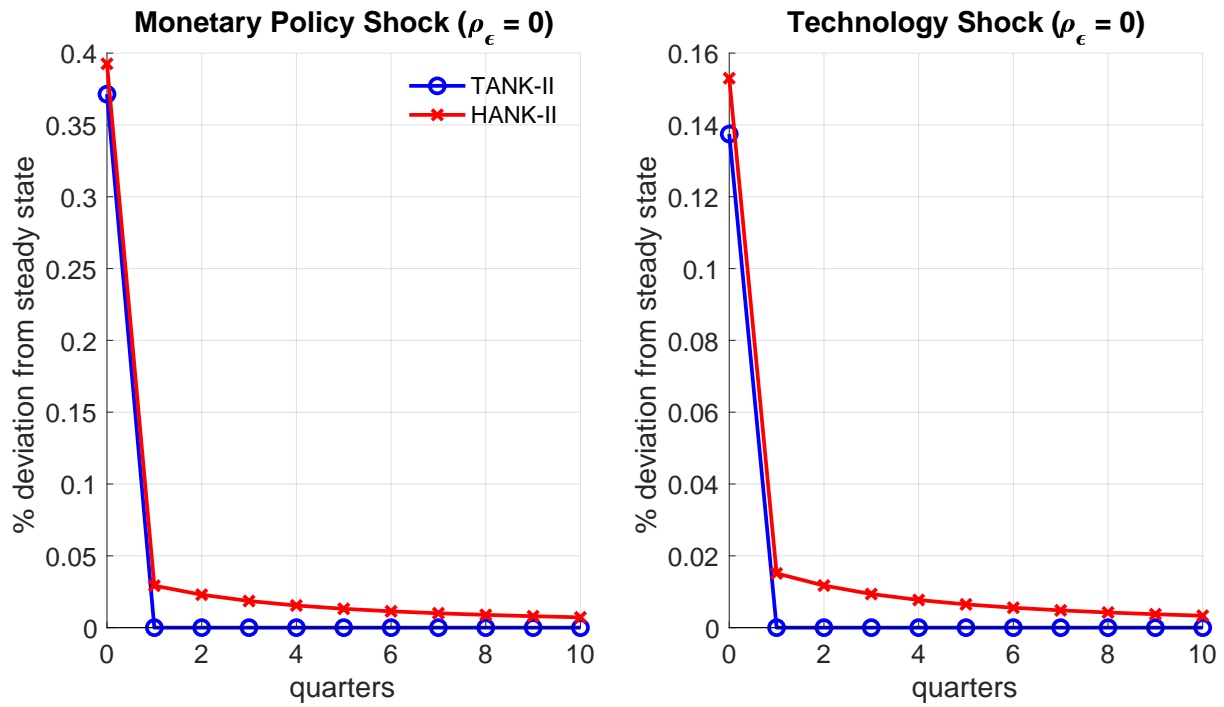 Monetary Policy Shock (ρ_ϵ = 0)
0.4
0.35
0.3
0.25
0.2
0.15
0.1
0.05
0
% deviation from steady state
TANK-II
HANK-II
0 2 4 6 8 10
quarters
Technology Shock (ρ_ϵ = 0)
0.16
0.14
0.12
0.1
0.08
0.06
0.04
0.02
0
% deviation from steady state
0 2 4 6 8 10
quarters